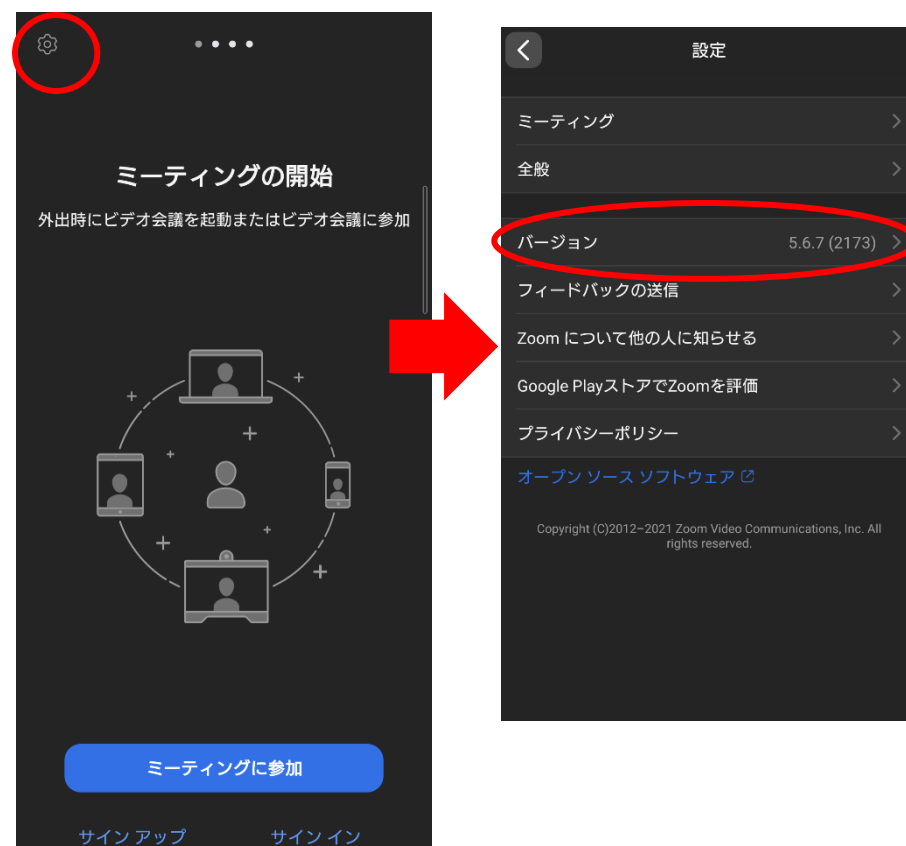 ミーティングの開始
外出時にビデオ会議を起動またはビデオ会議に参加
ミーティングに参加
サイン アップ
サイン イン
設定
ミーティング
全般
バージョン 5.6.7 (2173)
フィードバックの送信
Zoom について他の人に知らせる
Google PlayストアでZoomを評価
プライバシーポリシー
オープン ソース ソフトウェア
Copyright (C)2012–2021 Zoom Video Communications, Inc. All
rights reserved.